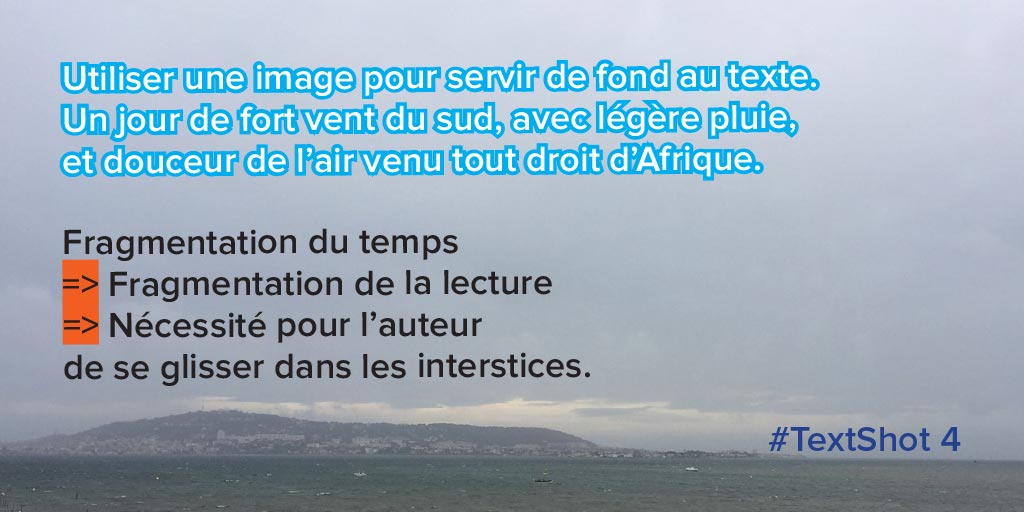 Utiliser une image pour servir de fond au texte.
Un jour de fort vent du sud, avec légère pluie,
et douceur de l’air venu tout droit d’Afrique.
Fragmentation du temps
=> Fragmentation de la lecture
=> Nécessité pour l’auteur
de se glisser dans les interstices.
#TextShot 4